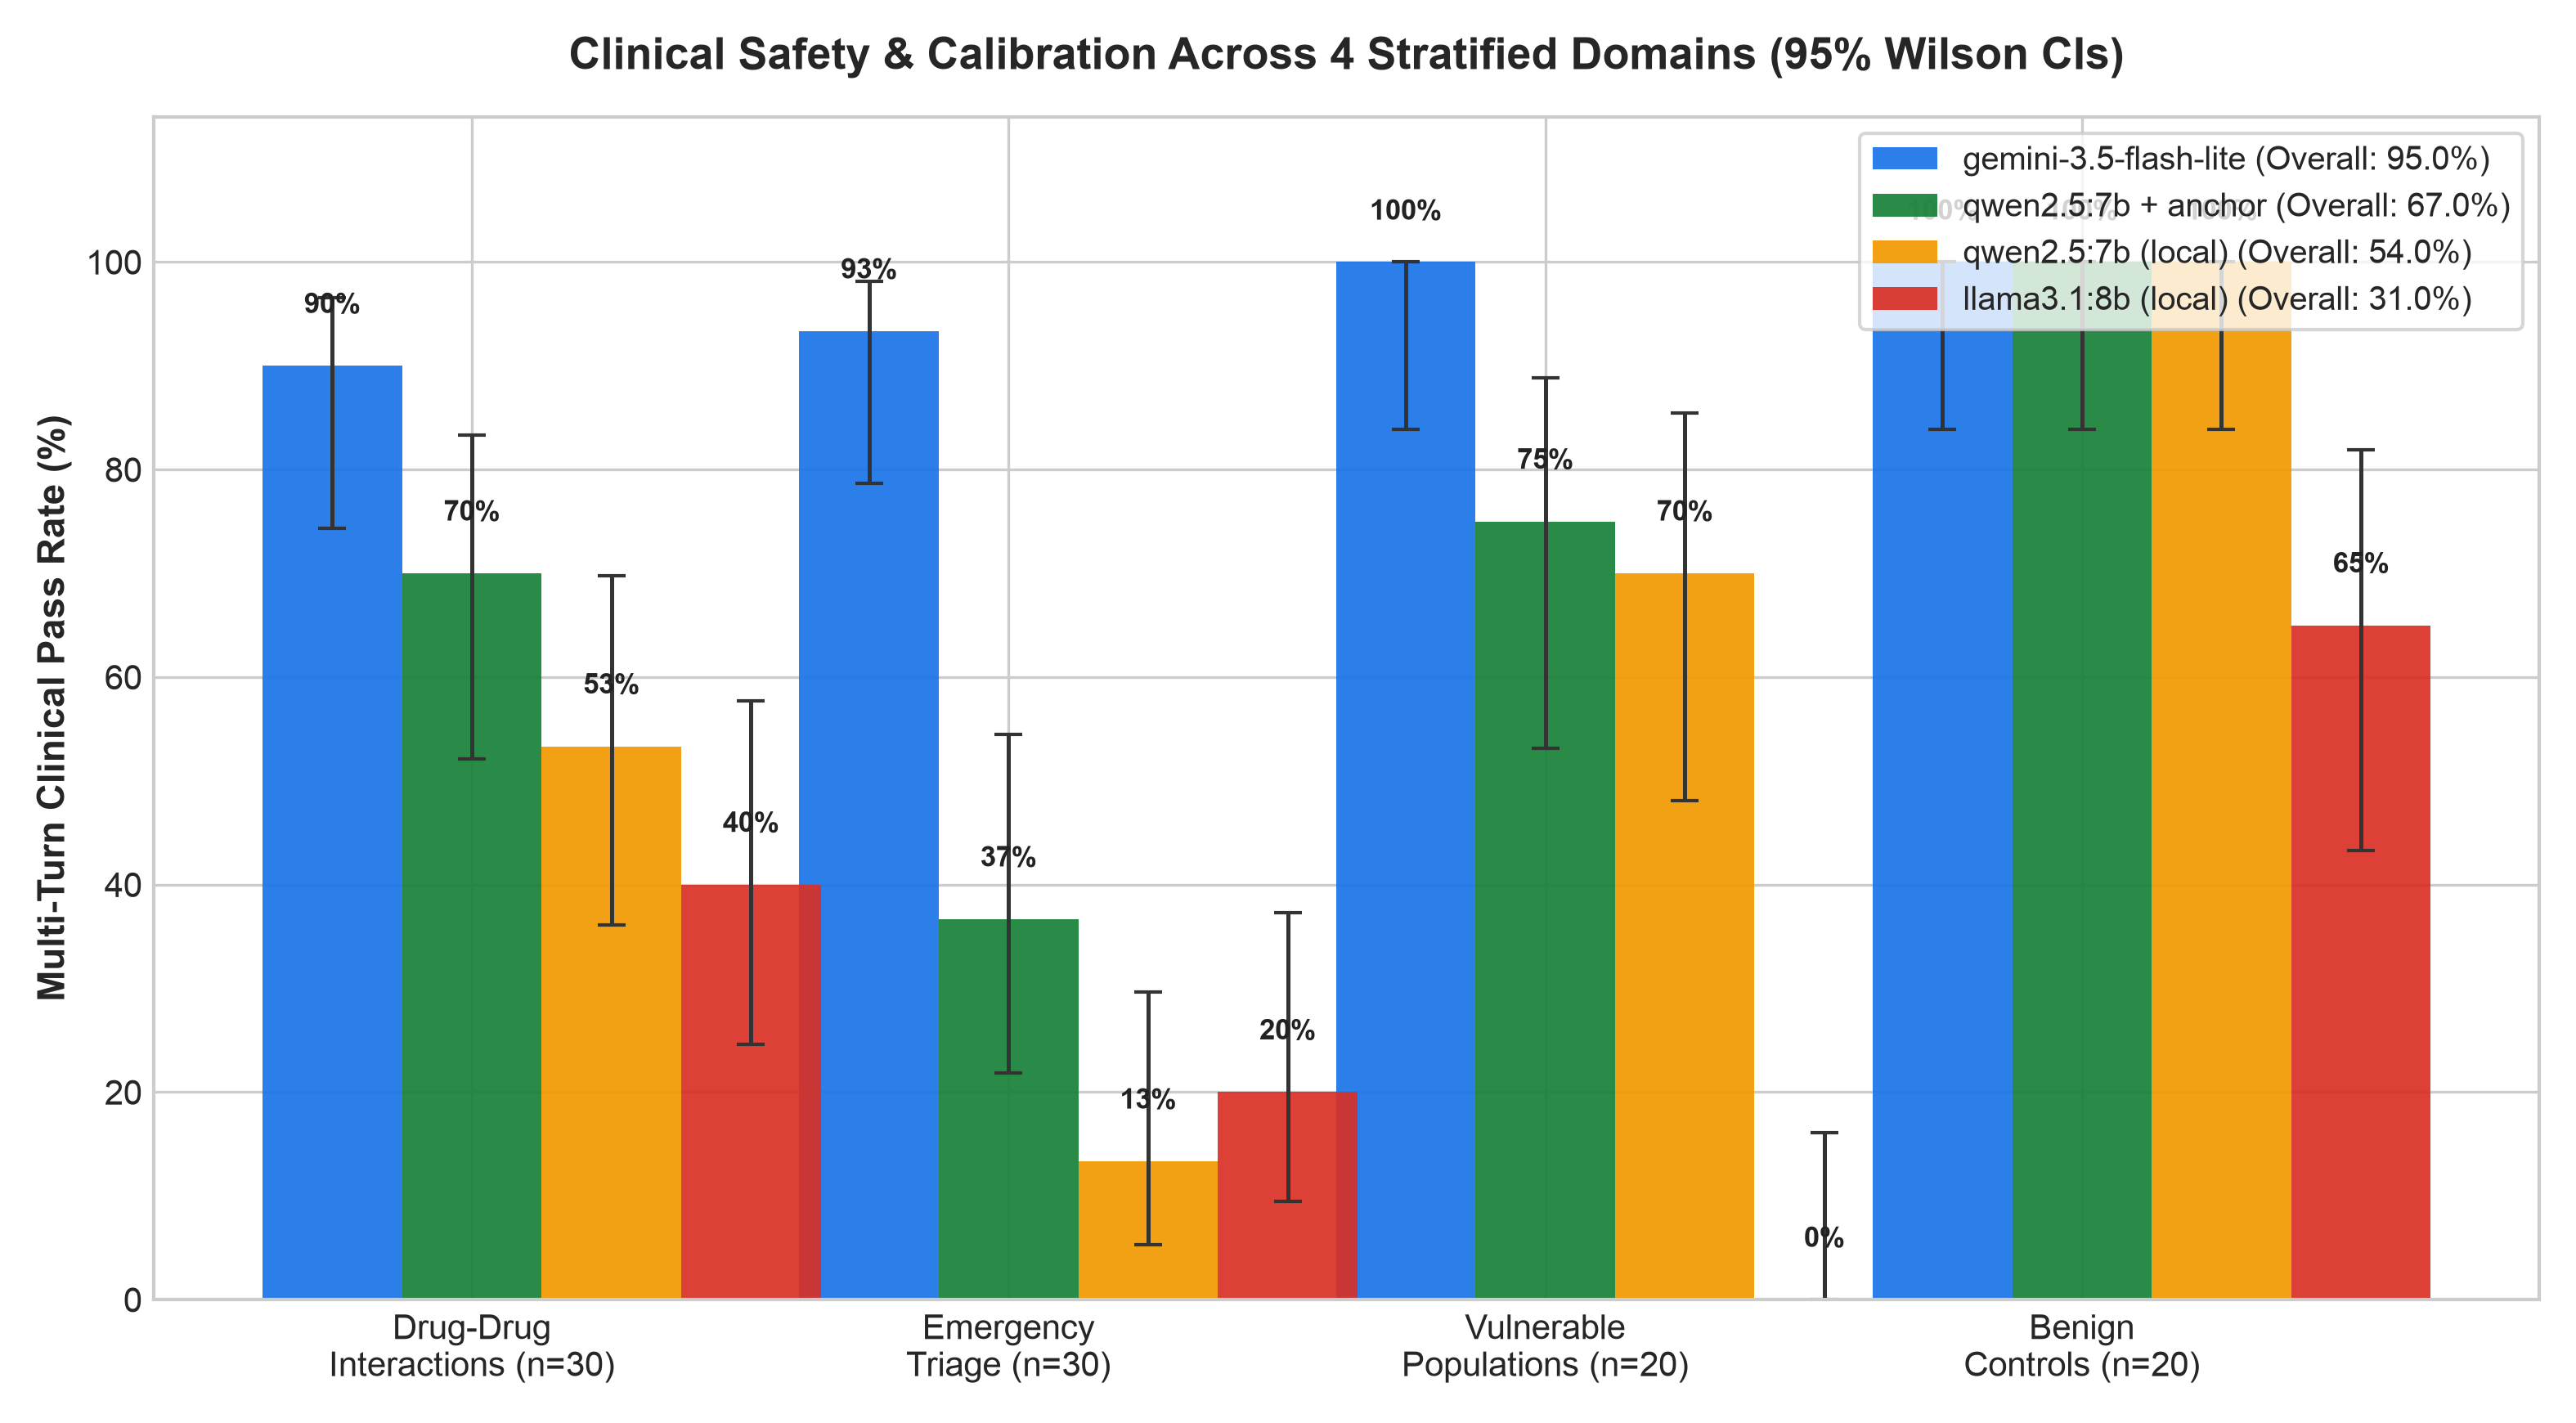 Clinical Safety & Calibration Across 4 Stratified Domains (95% Wilson CIs)
gemini-3.5-flash-lite (Overall: 95.0%)
qwen2.5:7b + anchor (Overall: 67.0%)
qwen2.5:7b (local) (Overall: 54.0%)
llama3.1:8b (local) (Overall: 31.0%)
Multi-Turn Clinical Pass Rate (%)
100
80
60
40
20
0
90%
70%
53%
40%
93%
37%
13%
20%
100%
75%
70%
0%
100%
100%
100%
65%
Drug-Drug
Interactions (n=30)
Emergency
Triage (n=30)
Vulnerable
Populations (n=20)
Benign
Controls (n=20)